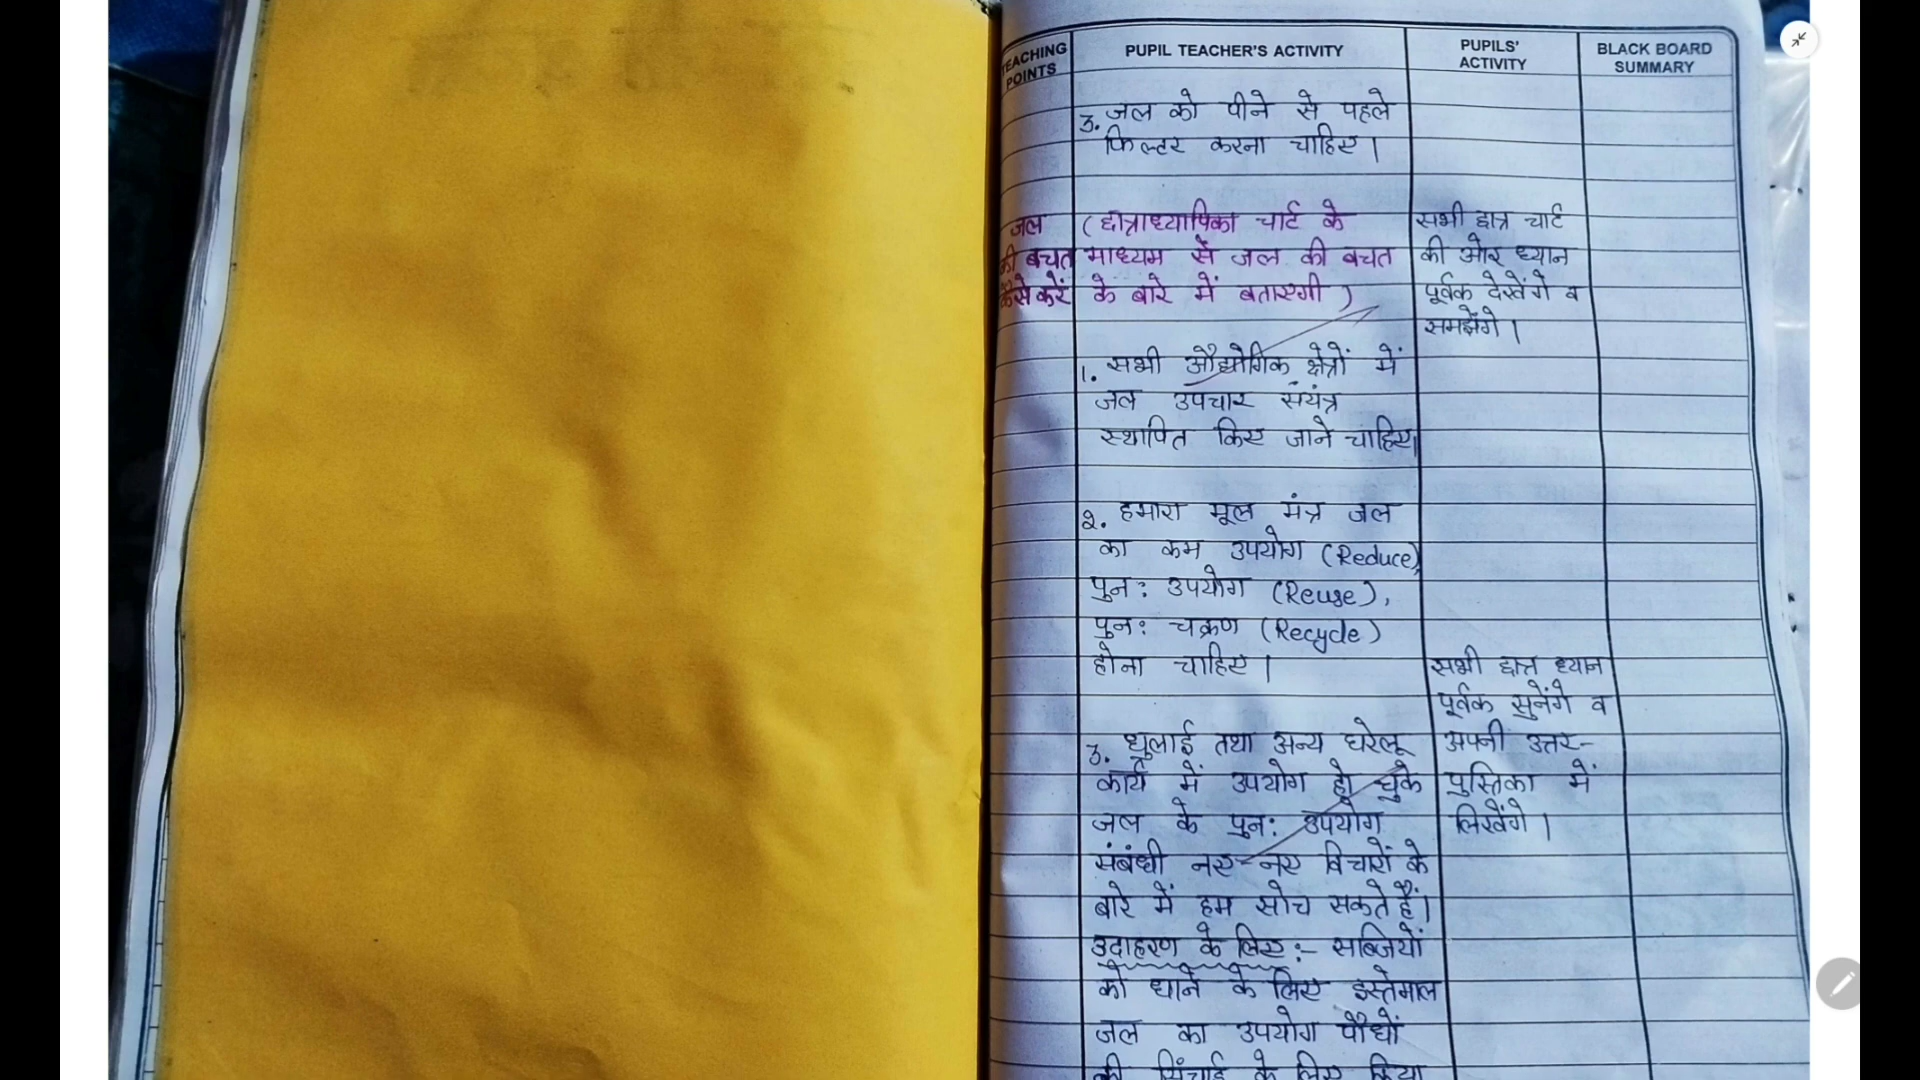 TEACHING POINTS
PUPIL TEACHER'S ACTIVITY
PUPILS' ACTIVITY
BLACK BOARD SUMMARY
3. जल को पीने से पहले
फिल्टर करना चाहिए।
जल
की बचत
कैसे करें
(छात्राध्यापिका चार्ट के
माध्यम से जल की बचत
के बारे में बताएगी)
सभी छात्र चार्ट
की ओर ध्यान
पूर्वक देखेंगे व
समझेंगे।
1. सभी औद्योगिक क्षेत्रों में
जल उपचार संयंत्र
स्थापित किए जाने चाहिए।
2. हमारा मूल मंत्र जल
का कम उपयोग (Reduce),
पुनः उपयोग (Reuse),
पुनः चक्रण (Recycle)
होना चाहिए।
3. धुलाई तथा अन्य घरेलू
कार्य में उपयोग हो चुके
जल के पुनः उपयोग
संबंधी नए-नए विचारों के
बारे में हम सोच सकते हैं।
उदाहरण के लिए:- सब्जियों
को धोने के लिए इस्तेमाल
जल का उपयोग पौधों
की सिंचाई के लिए किया
सभी छात्र ध्यान
पूर्वक सुनेंगे व
अपनी उत्तर-
पुस्तिका में
लिखेंगे।